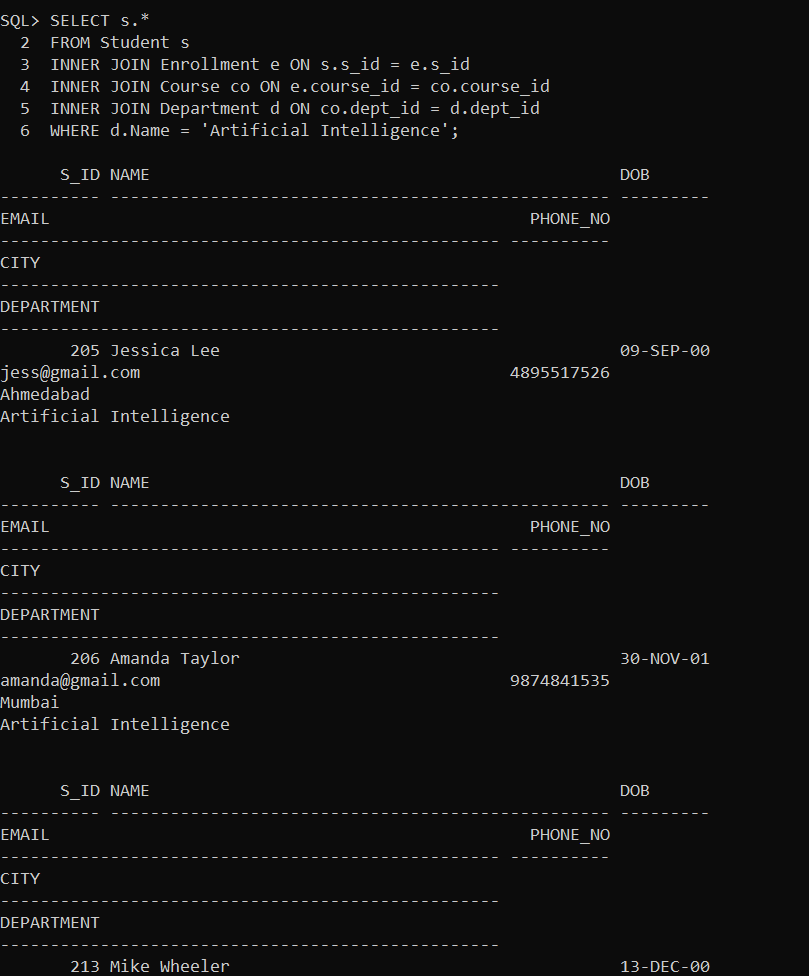 SQL> SELECT s.*
  2  FROM Student s
  3  INNER JOIN Enrollment e ON s.s_id = e.s_id
  4  INNER JOIN Course co ON e.course_id = co.course_id
  5  INNER JOIN Department d ON co.dept_id = d.dept_id
  6  WHERE d.Name = 'Artificial Intelligence';
      S_ID NAME                                               DOB
---------- -------------------------------------------------- ---------
EMAIL                                                PHONE_NO
-------------------------------------------------- ----------
CITY
--------------------------------------------------
DEPARTMENT
--------------------------------------------------
       205 Jessica Lee                                        09-SEP-00
jess@gmail.com                                     4895517526
Ahmedabad
Artificial Intelligence
      S_ID NAME                                               DOB
---------- -------------------------------------------------- ---------
EMAIL                                                PHONE_NO
-------------------------------------------------- ----------
CITY
--------------------------------------------------
DEPARTMENT
--------------------------------------------------
       206 Amanda Taylor                                      30-NOV-01
amanda@gmail.com                                   9874841535
Mumbai
Artificial Intelligence
      S_ID NAME                                               DOB
---------- -------------------------------------------------- ---------
EMAIL                                                PHONE_NO
-------------------------------------------------- ----------
CITY
--------------------------------------------------
DEPARTMENT
--------------------------------------------------
       213 Mike Wheeler                                       13-DEC-00